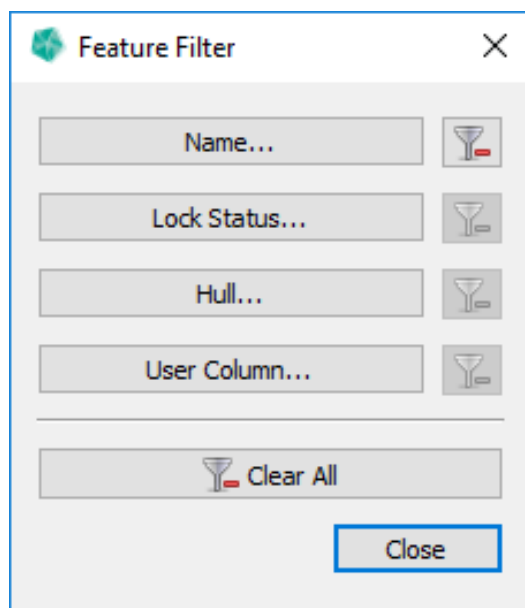 Feature Filter
Name...
Lock Status...
Hull...
User Column...
Clear All
Close